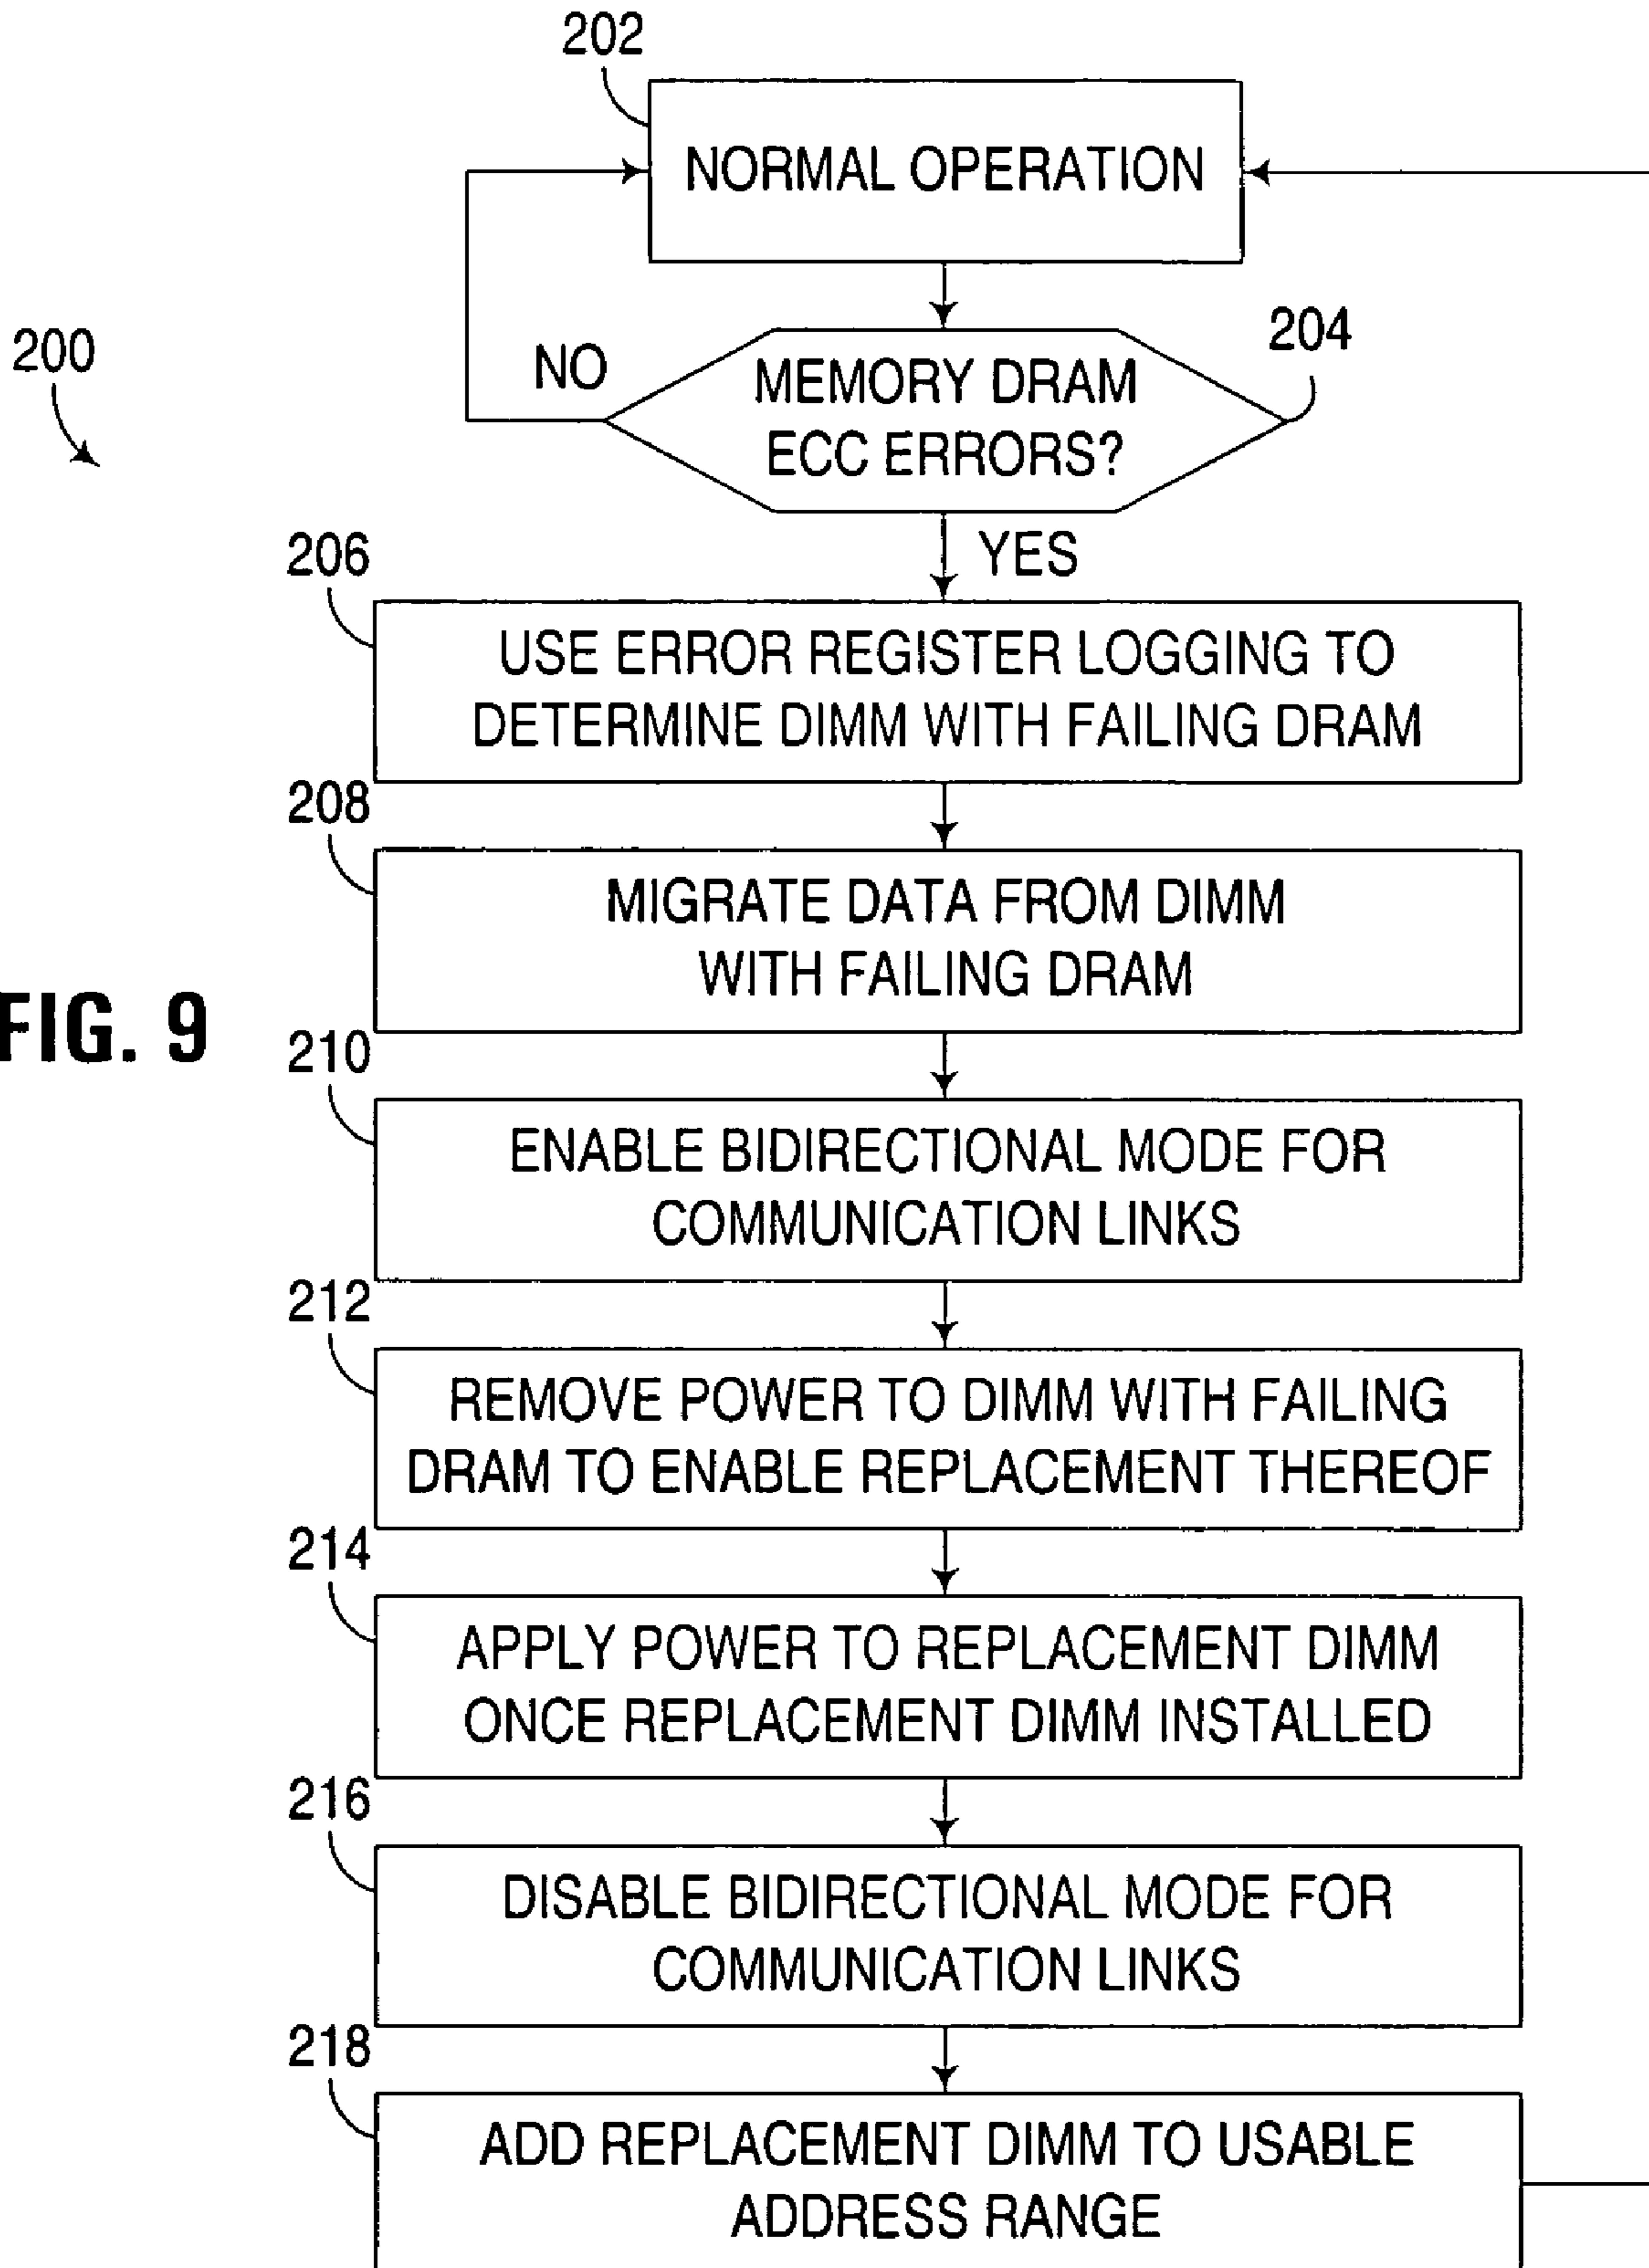 202
NORMAL OPERATION
200
NO
MEMORY DRAM
ECC ERRORS?
204
YES
206
USE ERROR REGISTER LOGGING TO
DETERMINE DIMM WITH FAILING DRAM
208
MIGRATE DATA FROM DIMM
WITH FAILING DRAM
FIG. 9
210
ENABLE BIDIRECTIONAL MODE FOR
COMMUNICATION LINKS
212
REMOVE POWER TO DIMM WITH FAILING
DRAM TO ENABLE REPLACEMENT THEREOF
214
APPLY POWER TO REPLACEMENT DIMM
ONCE REPLACEMENT DIMM INSTALLED
216
DISABLE BIDIRECTIONAL MODE FOR
COMMUNICATION LINKS
218
ADD REPLACEMENT DIMM TO USABLE
ADDRESS RANGE